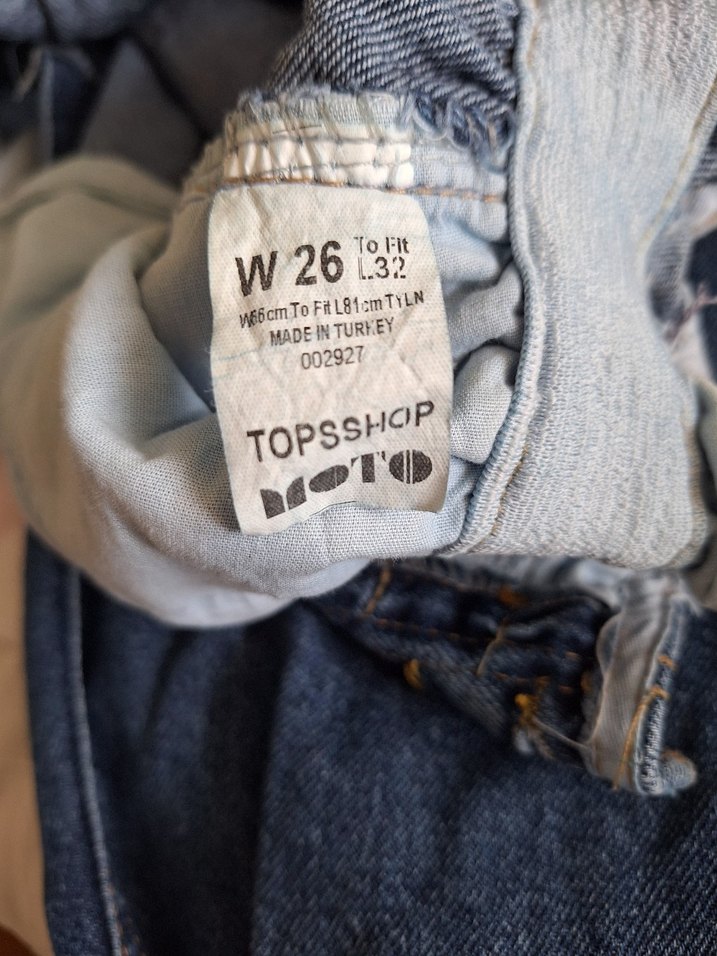 W 26 To Fit L32
W66cm To Fit L81cm TYLN
MADE IN TURKEY
002927
TOPSSHOP
MOTO